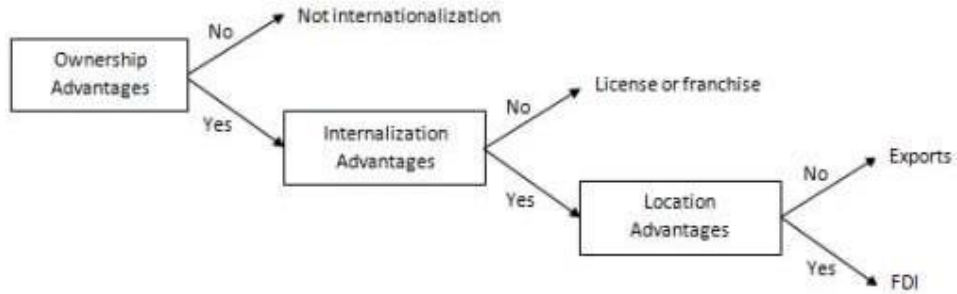 No
Not internationalization
Ownership
Advantages
Yes
No
License or franchise
Internalization
Advantages
Yes
No
Exports
Location
Advantages
Yes
FDI